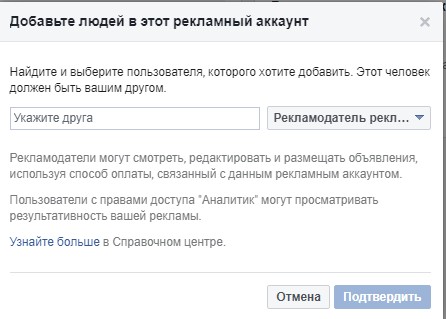 Добавьте людей в этот рекламный аккаунт
Найдите и выберите пользователя, которого хотите добавить. Этот человек
должен быть вашим другом.
Укажите друга
Рекламодатель рекл...
Рекламодатели могут смотреть, редактировать и размещать объявления,
используя способ оплаты, связанный с данным рекламным аккаунтом.
Пользователи с правами доступа "Аналитик" могут просматривать
результативность вашей рекламы.
Узнайте больше в Справочном центре.
Отмена
Подтвердить